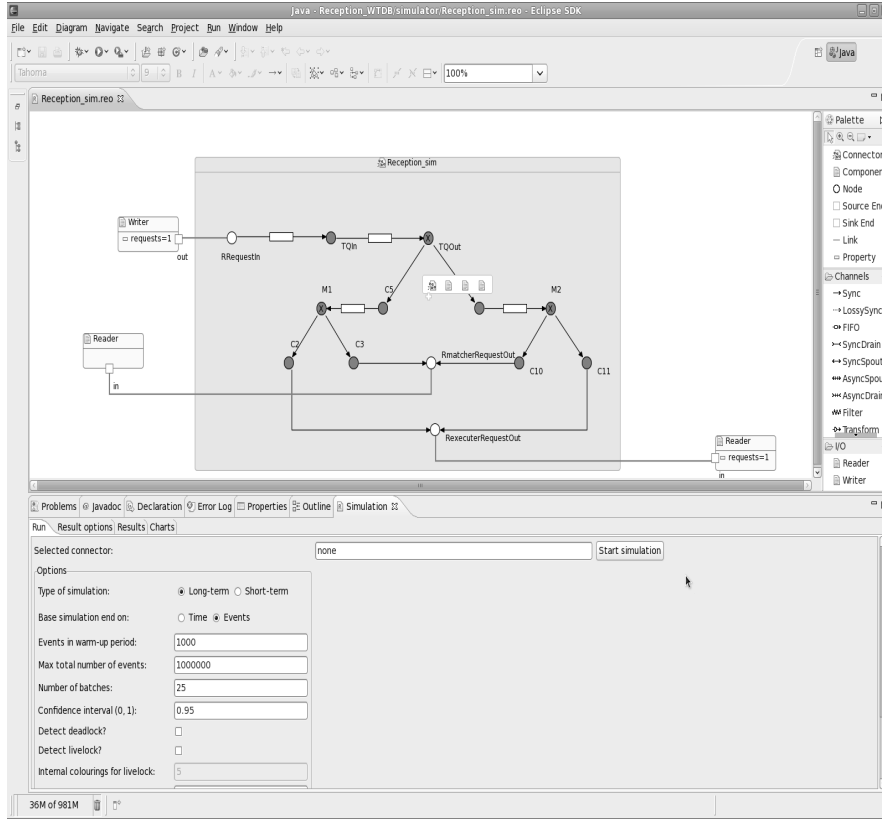 Java - Reception_WTDB/simulator/Reception_sim.reo - Eclipse SDK
File Edit Diagram Navigate Search Project Run Window Help
Java
Tahoma 9 B I A 100%
Reception_sim.reo
Palette
Connector
Componen
Node
Source En
Sink End
Link
Property
Channels
Sync
LossySync
FIFO
SyncDrain
SyncSpout
AsyncSpou
AsyncDrai
Filter
Transform
I/O
Reader
Writer
Reception_sim
Writer
requests=1
out
RRequestIn
TQIn
X
TQOut
M1
C5
M2
X
X
Reader
in
C2
C3
RmatcherRequestOut
C10
C11
RexecuterRequestOut
Reader
requests=1
in
Problems @ Javadoc Declaration Error Log Properties Outline Simulation
Run Result options Results Charts
Selected connector: none Start simulation
Options
Type of simulation: Long-term Short-term
Base simulation end on: Time Events
Events in warm-up period: 1000
Max total number of events: 1000000
Number of batches: 25
Confidence interval (0, 1): 0.95
Detect deadlock?
Detect livelock?
Internal colourings for livelock: 5
36M of 981M